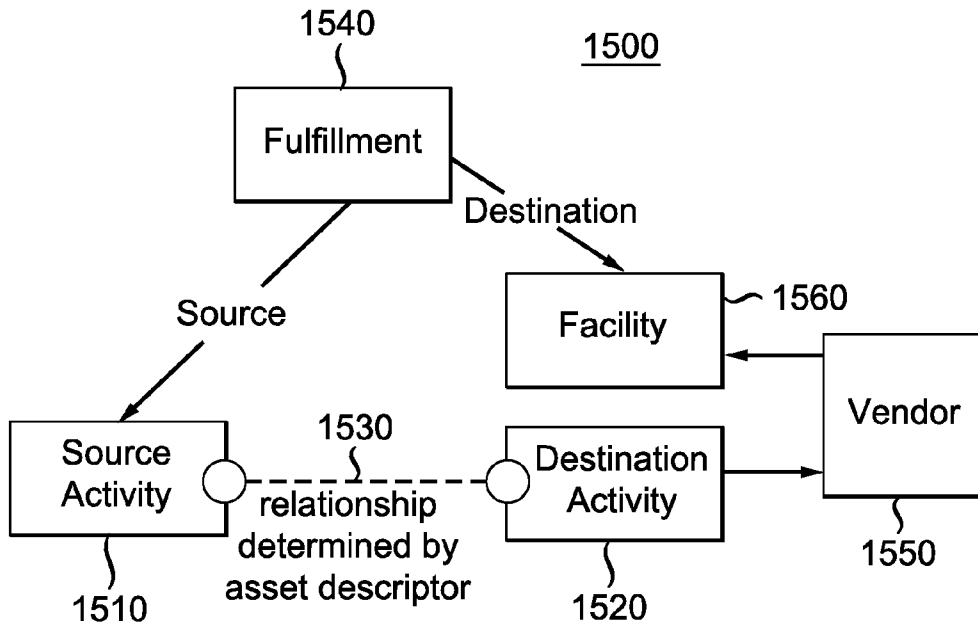 1540
1500
Fulfillment
Destination
Source
Facility
1560
Vendor
Source
Activity
1530
Destination
Activity
relationship
determined by
asset descriptor
1510
1520
1550